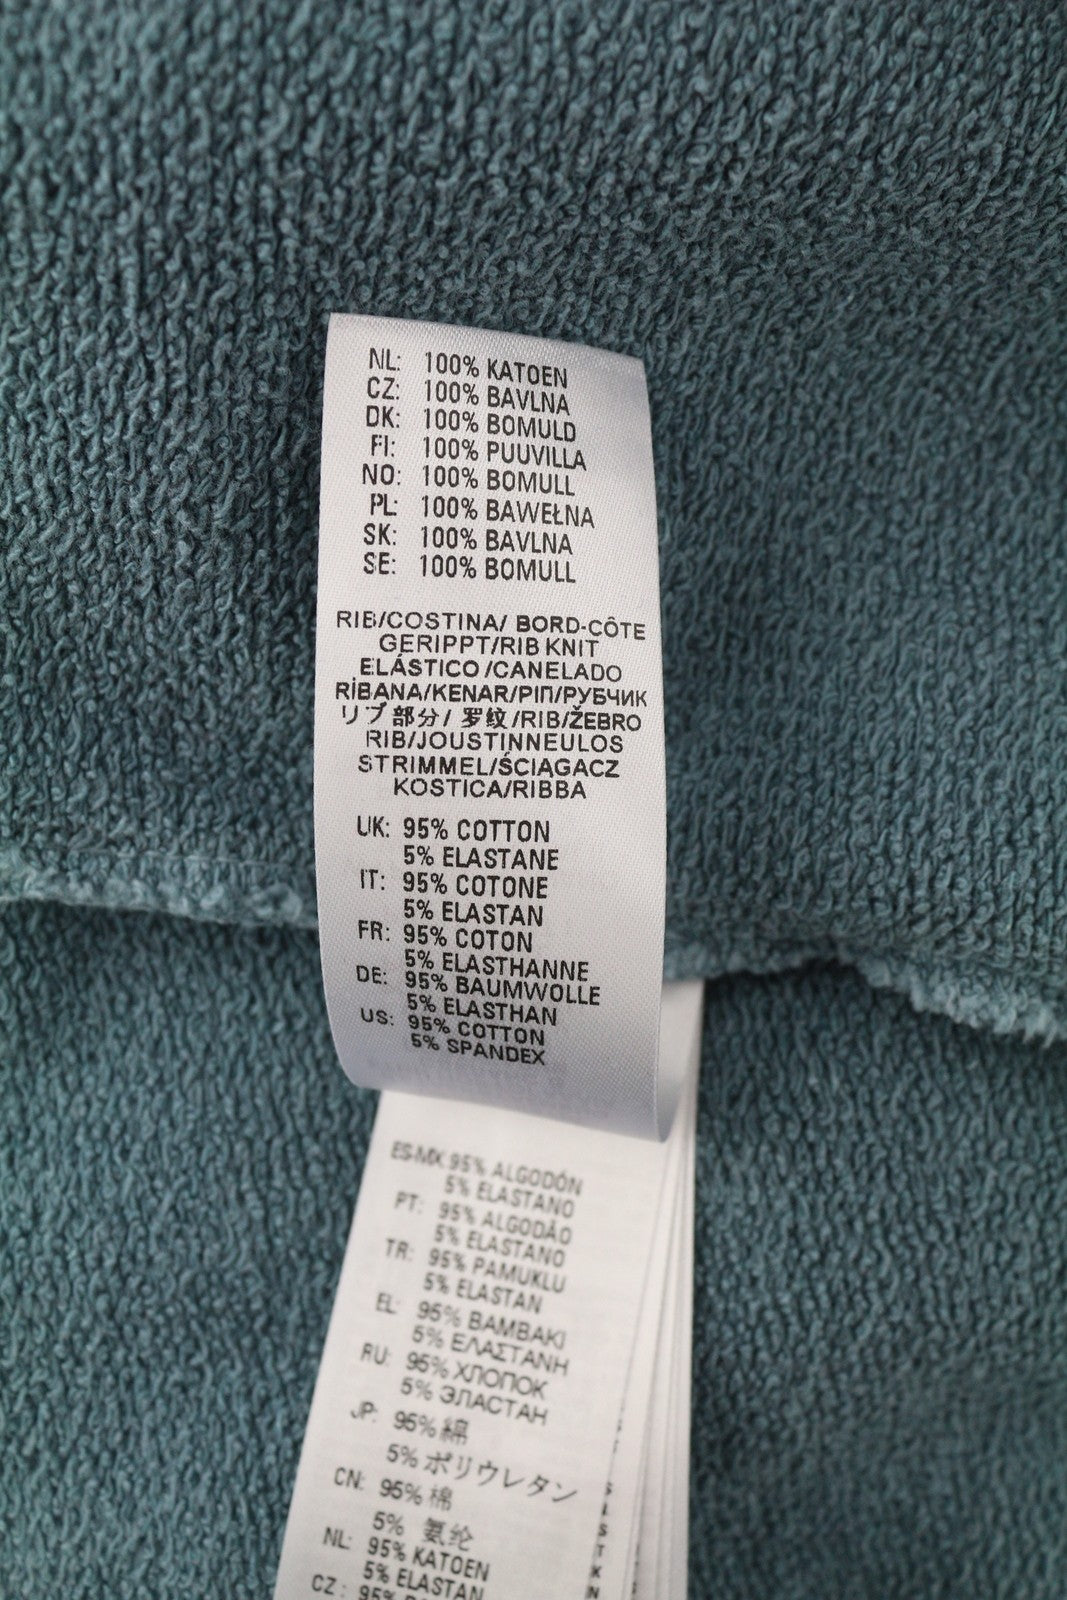 NL: 100% KATOEN
CZ: 100% BAVLNA
DK: 100% BOMULD
FI: 100% PUUVILLA
NO: 100% BOMULL
PL: 100% BAWEŁNA
SK: 100% BAVLNA
SE: 100% BOMULL
RIB/COSTINA/ BORD-CÔTE
GERIPPT/RIB KNIT
ELÁSTICO /CANELADO
RİBANA/KENAR/РІП/РУБЧИК
リブ部分/ 罗纹/RIB/ŽEBRO
RIB/JOUSTINNEULOS
STRIMMEL/ŚCIĄGACZ
KOSTICA/RIBBA
UK: 95% COTTON
5% ELASTANE
IT: 95% COTONE
5% ELASTAN
FR: 95% COTON
5% ELASTHANNE
DE: 95% BAUMWOLLE
5% ELASTHAN
US: 95% COTTON
5% SPANDEX
ES-MX 95% ALGODÓN
5% ELASTANO
PT: 95% ALGODÃO
5% ELASTANO
TR: 95% PAMUKLU
5% ELASTAN
EL: 95% ΒΑΜΒΑΚΙ
5% ΕΛΑΣΤΑΝΗ
RU: 95% ХЛОПОК
5% ЭЛАСТАН
JP: 95% 綿
5% ポリウレタン
CN: 95% 棉
5% 氨纶
NL: 95% KATOEN
5% ELASTAN
CZ: 95%